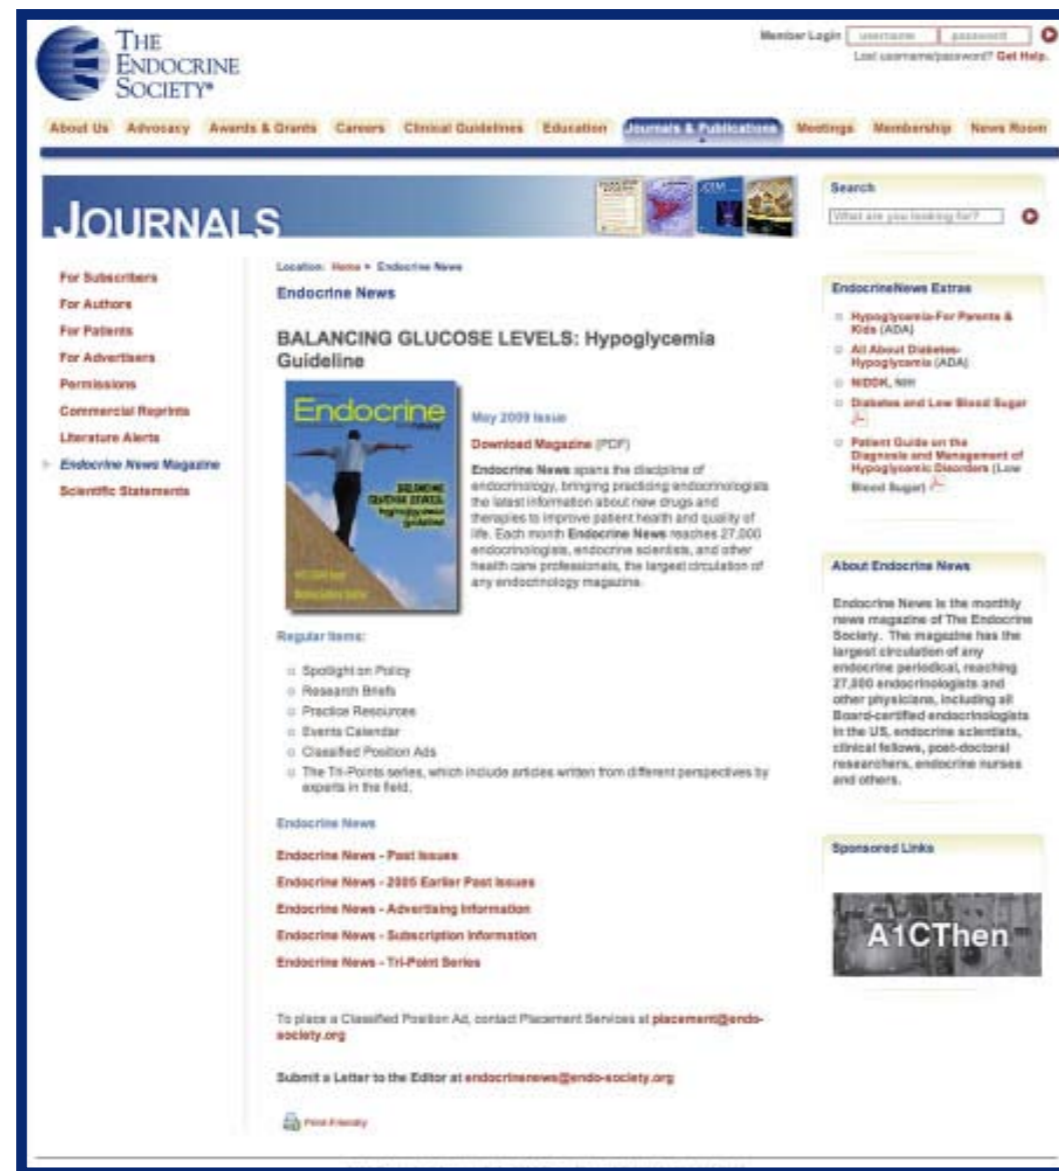 THE
ENDOCRINE
SOCIETY®
Member Login username password
Lost username/password? Get Help.
About Us Advocacy Awards & Grants Careers Clinical Guidelines Education Journals & Publications Meetings Membership News Room
JOURNALS
Search
What are you looking for?
For Subscribers
For Authors
For Patients
For Advertisers
Permissions
Commercial Reprints
Literature Alerts
Endocrine News Magazine
Scientific Statements
Location: Home ▸ Endocrine News
Endocrine News
BALANCING GLUCOSE LEVELS: Hypoglycemia
Guideline
Endocrine
BALANCING
GLUCOSE LEVELS:
hypoglycemia
guideline
May 2009 Issue
Download Magazine (PDF)
Endocrine News spans the discipline of
endocrinology, bringing practicing endocrinologists
the latest information about new drugs and
therapies to improve patient health and quality of
life. Each month Endocrine News reaches 27,000
endocrinologists, endocrine scientists, and other
health care professionals, the largest circulation of
any endocrinology magazine.
Regular Items:
Spotlight on Policy
Research Briefs
Practice Resources
Events Calendar
Classified Position Ads
The Tri-Points series, which include articles written from different perspectives by
experts in the field.
Endocrine News
Endocrine News - Past Issues
Endocrine News - 2005 Earlier Past Issues
Endocrine News - Advertising Information
Endocrine News - Subscription Information
Endocrine News - Tri-Point Series
To place a Classified Position Ad, contact Placement Services at placement@endo-
society.org
Submit a Letter to the Editor at endocrinenews@endo-society.org
Print Friendly
EndocrineNews Extras
Hypoglycemia-For Parents &
Kids (ADA)
All About Diabetes-
Hypoglycemia (ADA)
NIDDK, NIH
Diabetes and Low Blood Sugar
Patient Guide on the
Diagnosis and Management of
Hypoglycemic Disorders (Low
Blood Sugar)
About Endocrine News
Endocrine News is the monthly
news magazine of The Endocrine
Society. The magazine has the
largest circulation of any
endocrine periodical, reaching
27,000 endocrinologists and
other physicians, including all
Board-certified endocrinologists
in the US, endocrine scientists,
clinical fellows, post-doctoral
researchers, endocrine nurses
and others.
Sponsored Links
A1CThen